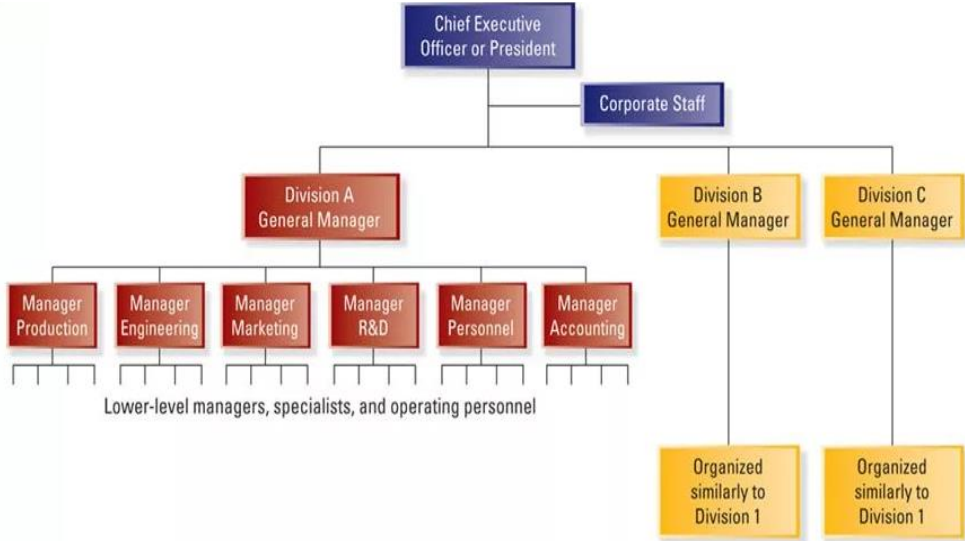 Chief Executive
Officer or President
Corporate Staff
Division A
General Manager
Division B
General Manager
Division C
General Manager
Manager
Production
Manager
Engineering
Manager
Marketing
Manager
R&D
Manager
Personnel
Manager
Accounting
Lower-level managers, specialists, and operating personnel
Organized
similarly to
Division 1
Organized
similarly to
Division 1